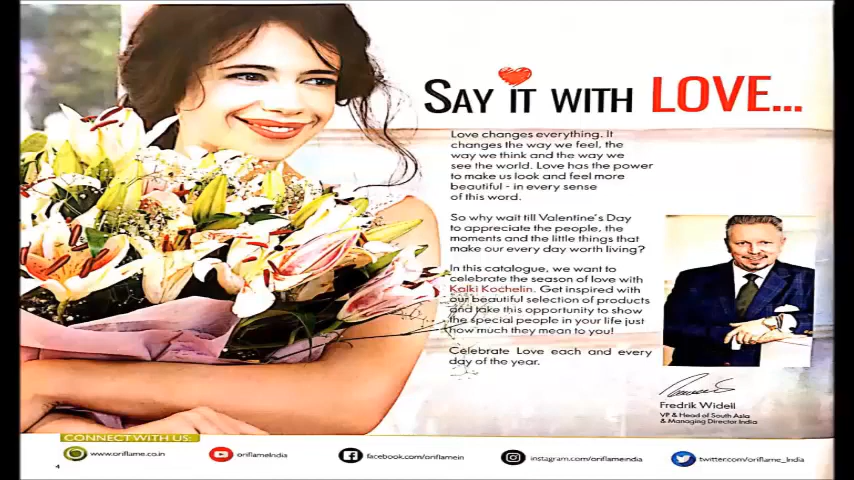 SAY IT WITH LOVE...
Love changes everything. It
changes the way we feel, the
way we think and the way we
see the world. Love has the power
to make us look and feel more
beautiful - in every sense
of this word.
So why wait till Valentine's Day
to appreciate the people, the
moments and the little things that
make our every day worth living?
In this catalogue, we want to
celebrate the season of love with
Kalki Kochelin. Get inspired with
our beautiful selection of products
and take this opportunity to show
the special people in your life just
how much they mean to you!
Celebrate Love each and every
day of the year.
Fredrik Widell
VP & Head of South Asia
& Managing Director India
CONNECT WITH US:
www.oriflame.co.in
oriflameindia
facebook.com/oriflamein
instagram.com/oriflameindia
twitter.com/oriflame_India
4